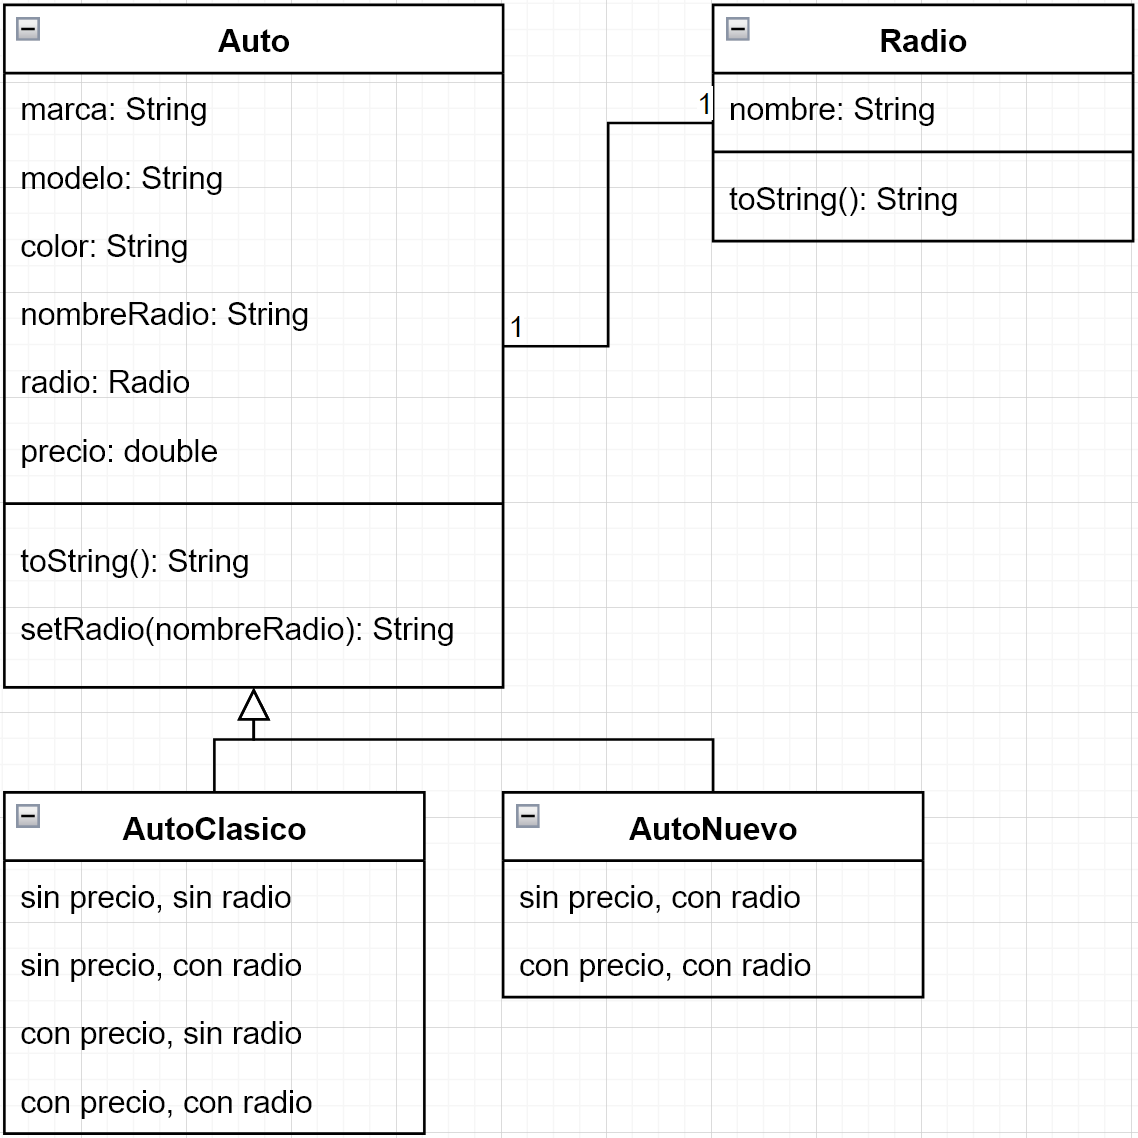 Auto
marca: String
modelo: String
color: String
nombreRadio: String
radio: Radio
precio: double
toString(): String
setRadio(nombreRadio): String
1
1
Radio
nombre: String
toString(): String
AutoClasico
sin precio, sin radio
sin precio, con radio
con precio, sin radio
con precio, con radio
AutoNuevo
sin precio, con radio
con precio, con radio